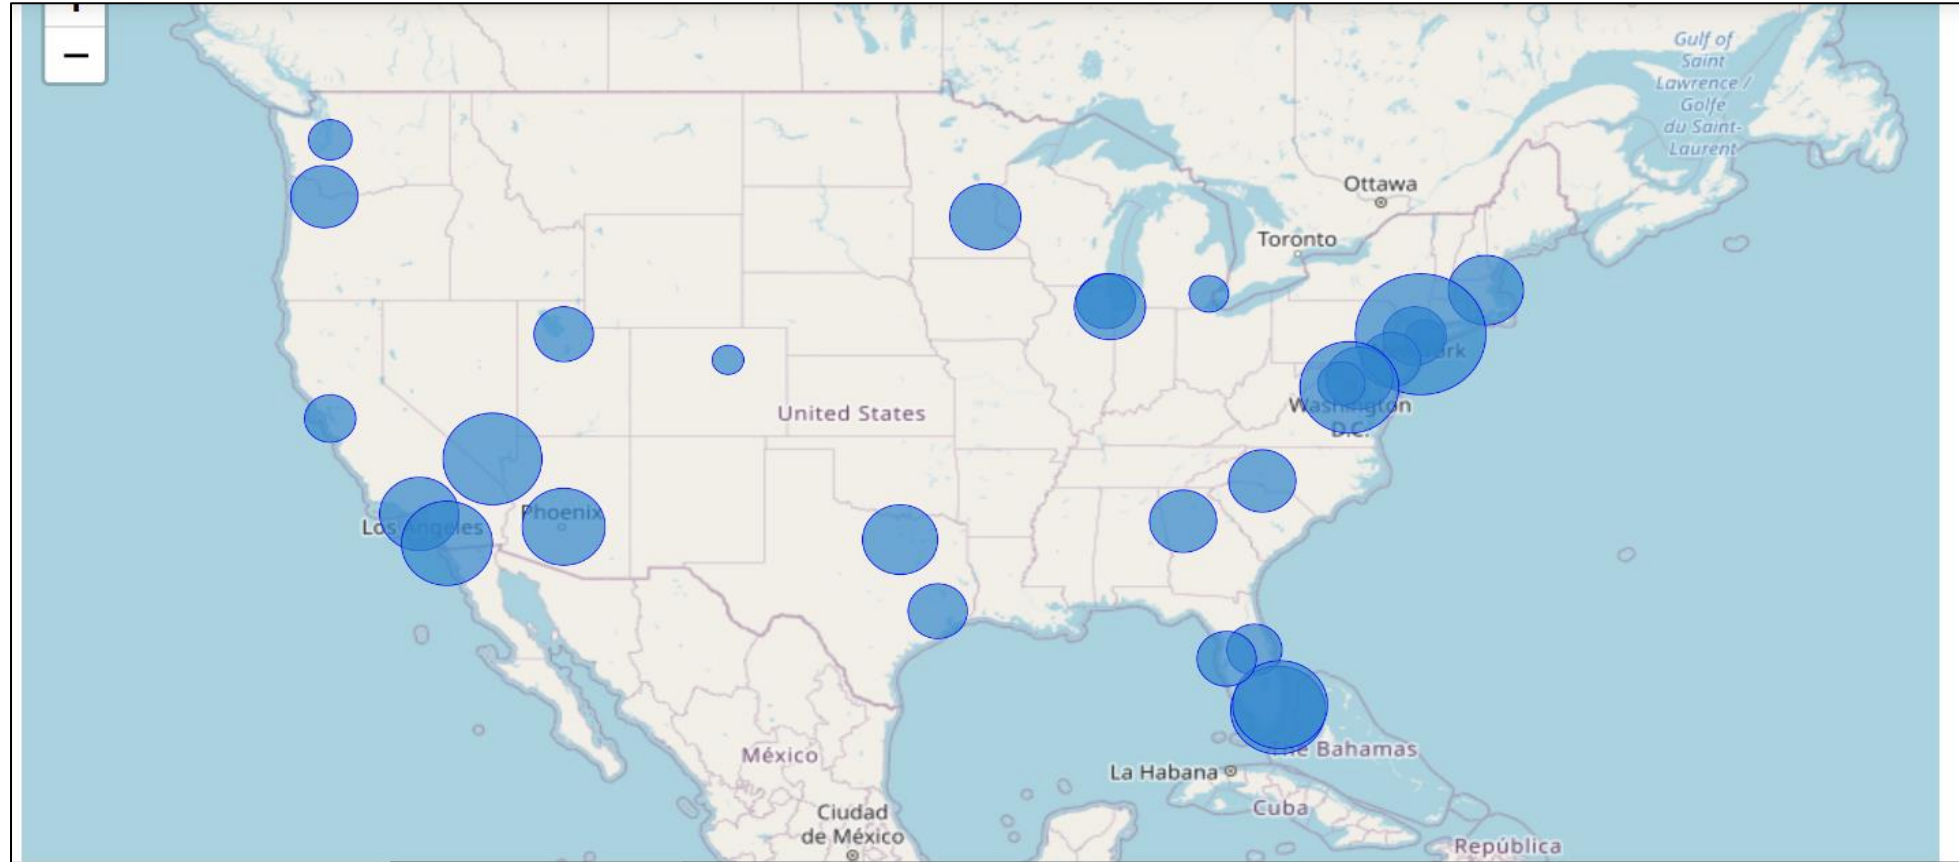 +
−
Gulf of
Saint
Lawrence /
Golfe
du Saint-
Laurent
Ottawa
Toronto
United States
Washington
D.C.
Phoenix
Los Angeles
The Bahamas
México
La Habana
Cuba
Ciudad
de México
República